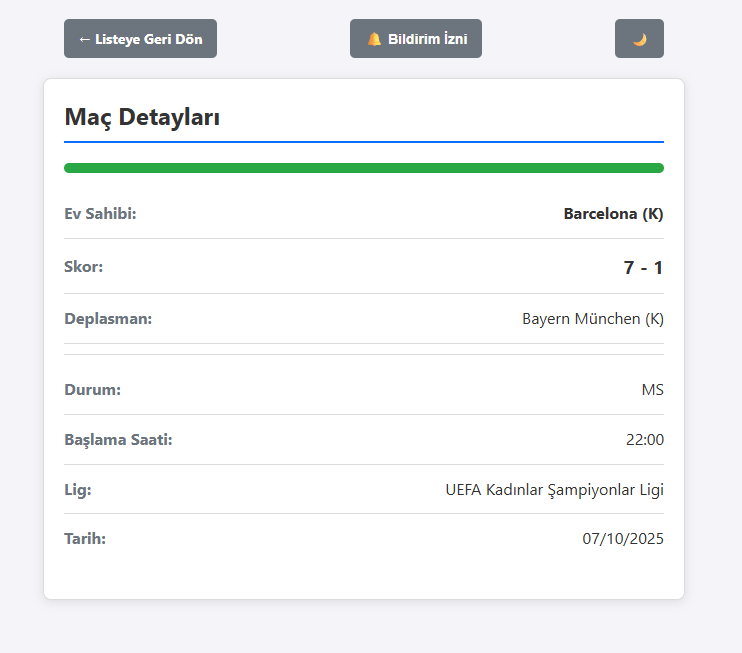 ← Listeye Geri Dön
🔔 Bildirim İzni
🌙
Maç Detayları
Ev Sahibi: Barcelona (K)
Skor: 7 - 1
Deplasman: Bayern München (K)
Durum: MS
Başlama Saati: 22:00
Lig: UEFA Kadınlar Şampiyonlar Ligi
Tarih: 07/10/2025